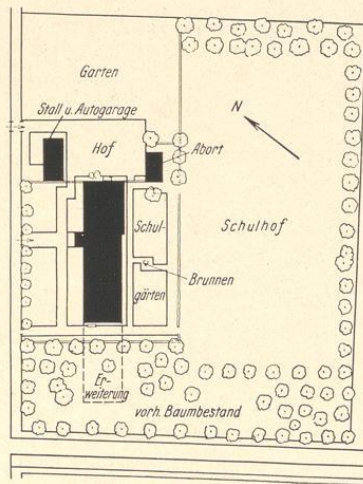 Garten
Stall u. Autogarage
N
Hof
Abort
Schul-
Schulhof
Brunnen
gärten
Er-
weiterung
vorh. Baumbestand